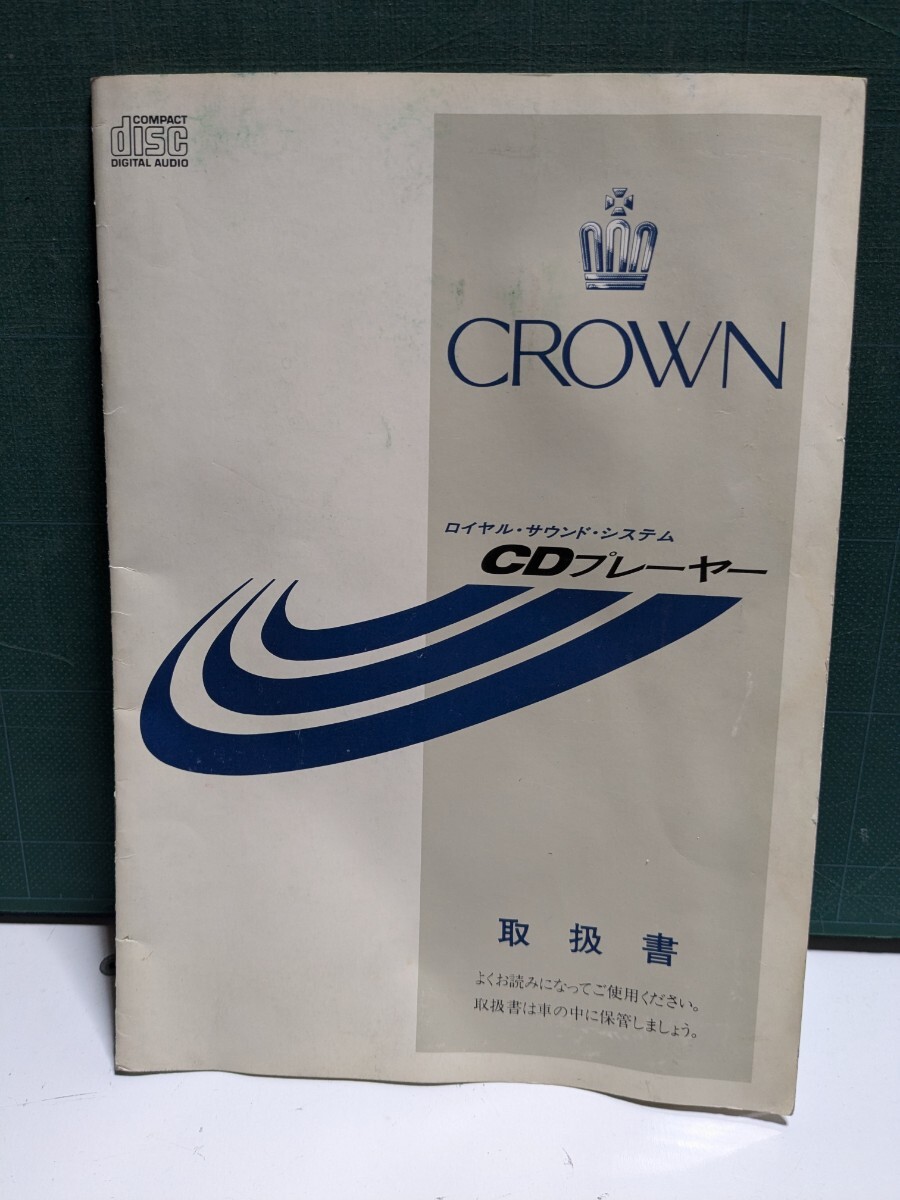 COMPACT
disc
DIGITAL AUDIO
CROWN
ロイヤル・サウンド・システム
CDプレーヤー
取扱書
よくお読みになってご使用ください。
取扱書は車の中に保管しましょう。